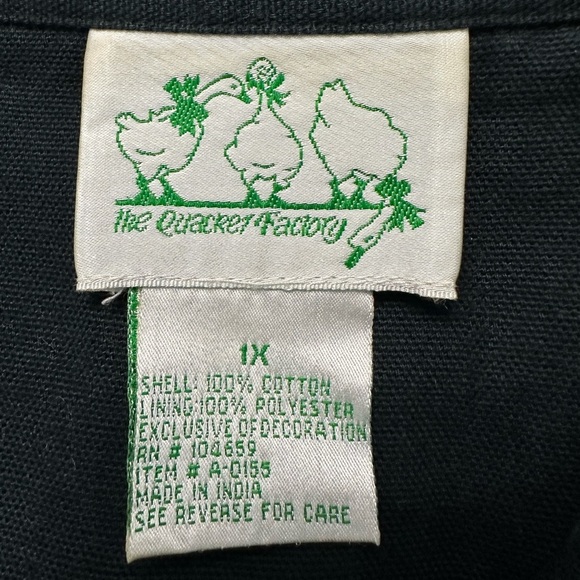 The Quacker Factory
1X
SHELL: 100% COTTON
LINING: 100% POLYESTER
EXCLUSIVE OF DECORATION
RN # 104659
ITEM # A-0155
MADE IN INDIA
SEE REVERSE FOR CARE